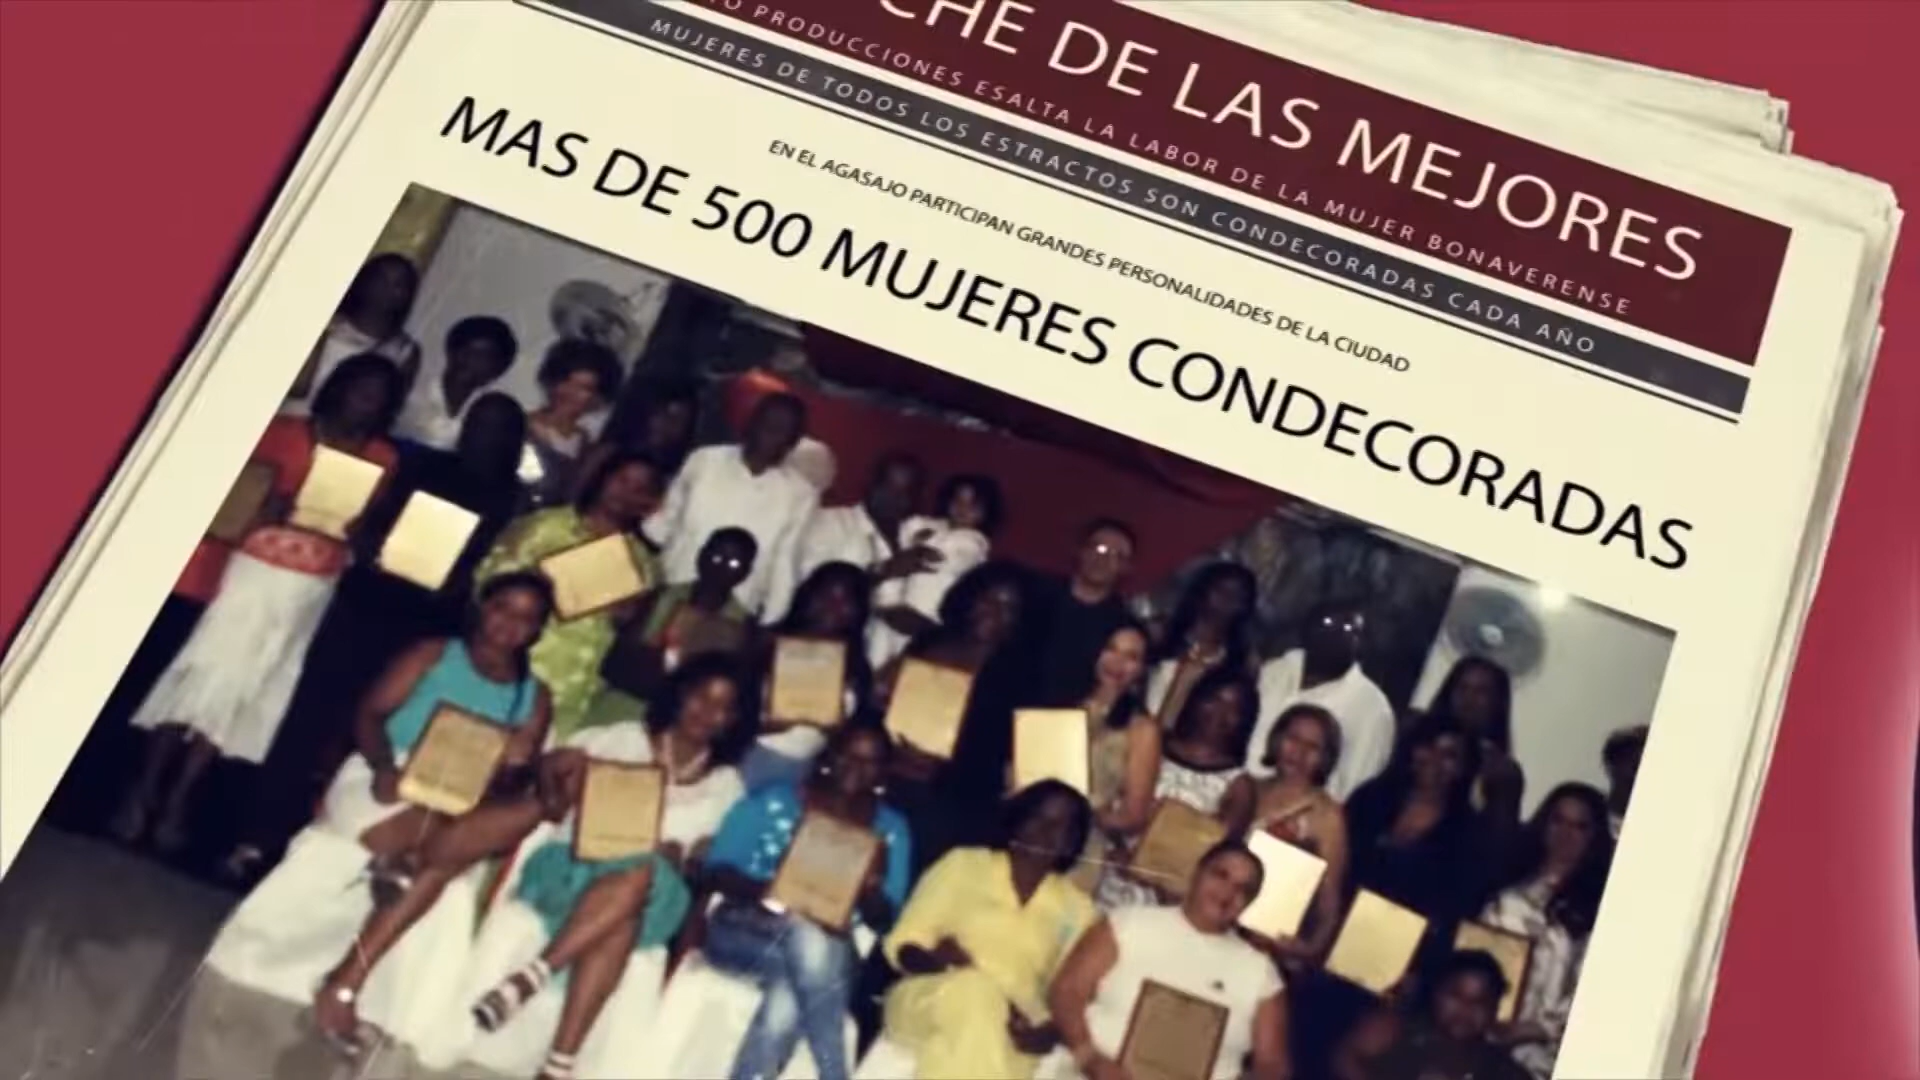 CHE DE LAS MEJORES
TO PRODUCCIONES ESALTA LA LABOR DE LA MUJER BONAVERENSE
MUJERES DE TODOS LOS ESTRACTOS SON CONDECORADAS CADA AÑO
EN EL AGASAJO PARTICIPAN GRANDES PERSONALIDADES DE LA CIUDAD
MAS DE 500 MUJERES CONDECORADAS